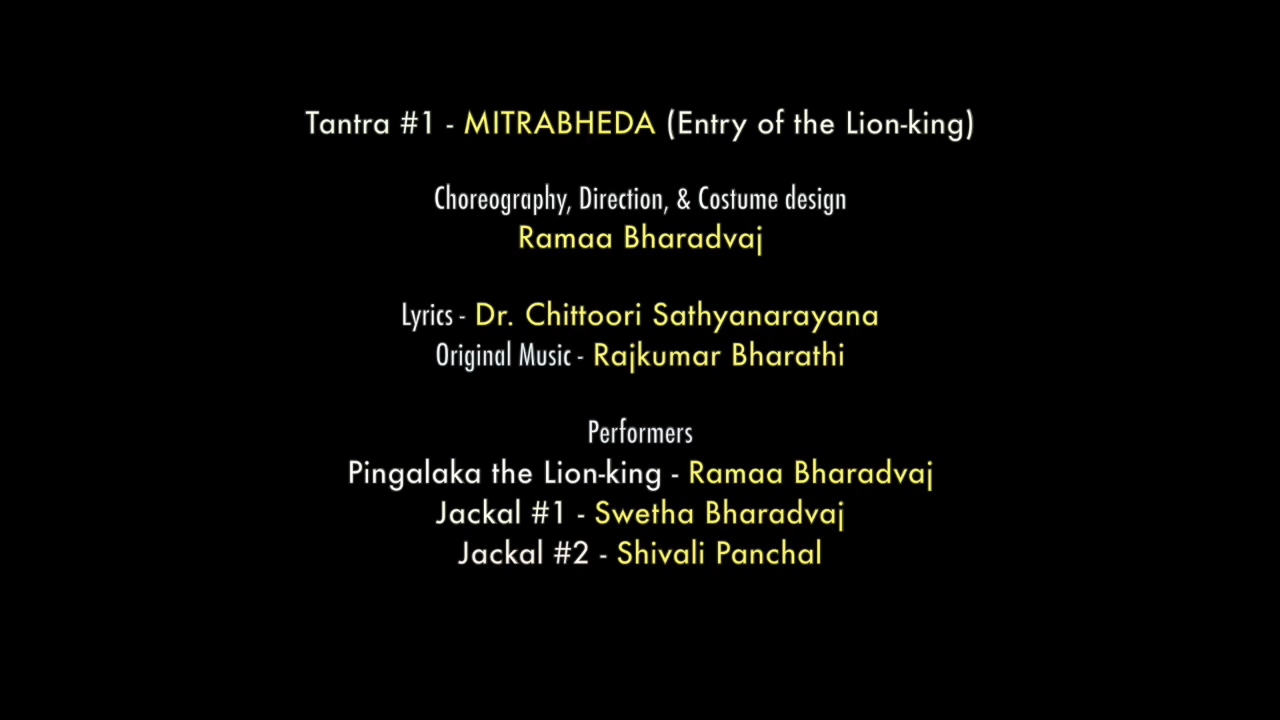 Tantra #1 - MITRABHEDA (Entry of the Lion-king)
Choreography, Direction, & Costume design
Ramaa Bharadvaj
Lyrics - Dr. Chittoori Sathyanarayana
Original Music - Rajkumar Bharathi
Performers
Pingalaka the Lion-king - Ramaa Bharadvaj
Jackal #1 - Swetha Bharadvaj
Jackal #2 - Shivali Panchal